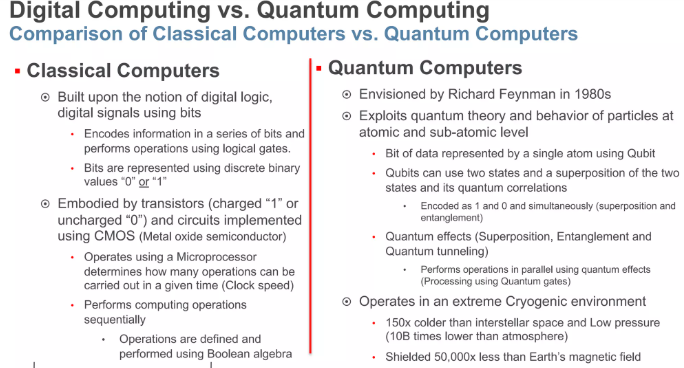 Digital Computing vs. Quantum Computing
Comparison of Classical Computers vs. Quantum Computers
Classical Computers
Built upon the notion of digital logic,
digital signals using bits
Encodes information in a series of bits and
performs operations using logical gates.
Bits are represented using discrete binary
values “0” or “1”
Embodied by transistors (charged “1” or
uncharged “0”) and circuits implemented
using CMOS (Metal oxide semiconductor)
Operates using a Microprocessor
determines how many operations can be
carried out in a given time (Clock speed)
Performs computing operations
sequentially
Operations are defined and
performed using Boolean algebra
Quantum Computers
Envisioned by Richard Feynman in 1980s
Exploits quantum theory and behavior of particles at
atomic and sub-atomic level
Bit of data represented by a single atom using Qubit
Qubits can use two states and a superposition of the two
states and its quantum correlations
Encoded as 1 and 0 and simultaneously (superposition and
entanglement)
Quantum effects (Superposition, Entanglement and
Quantum tunneling)
Performs operations in parallel using quantum effects
(Processing using Quantum gates)
Operates in an extreme Cryogenic environment
150x colder than interstellar space and Low pressure
(10B times lower than atmosphere)
Shielded 50,000x less than Earth’s magnetic field